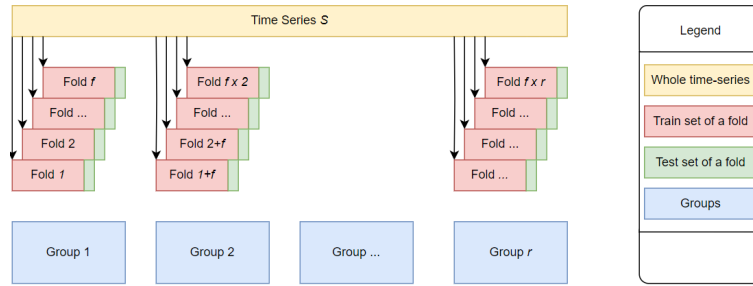 Time Series S
Fold f
Fold ...
Fold 2
Fold 1
Fold f x 2
Fold ...
Fold 2+f
Fold 1+f
Fold f x r
Fold ...
Fold ...
Fold ...
Group 1
Group 2
Group ...
Group r
Legend
Whole time-series
Train set of a fold
Test set of a fold
Groups